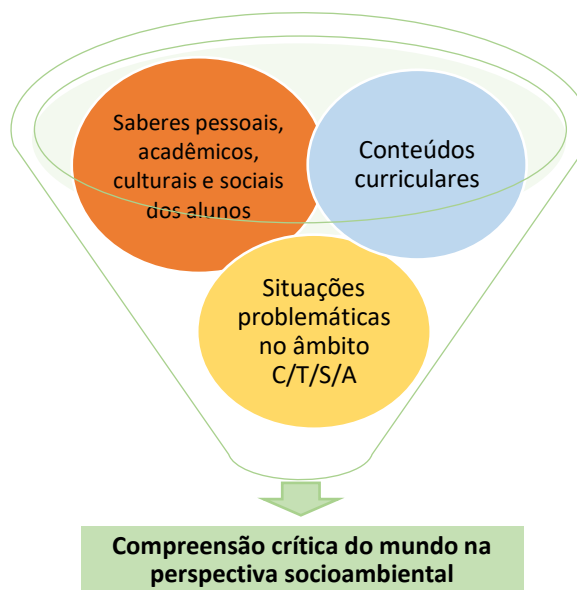 Saberes pessoais,
acadêmicos,
culturais e sociais
dos alunos
Conteúdos
curriculares
Situações
problemáticas
no âmbito
C/T/S/A
Compreensão crítica do mundo na
perspectiva socioambiental